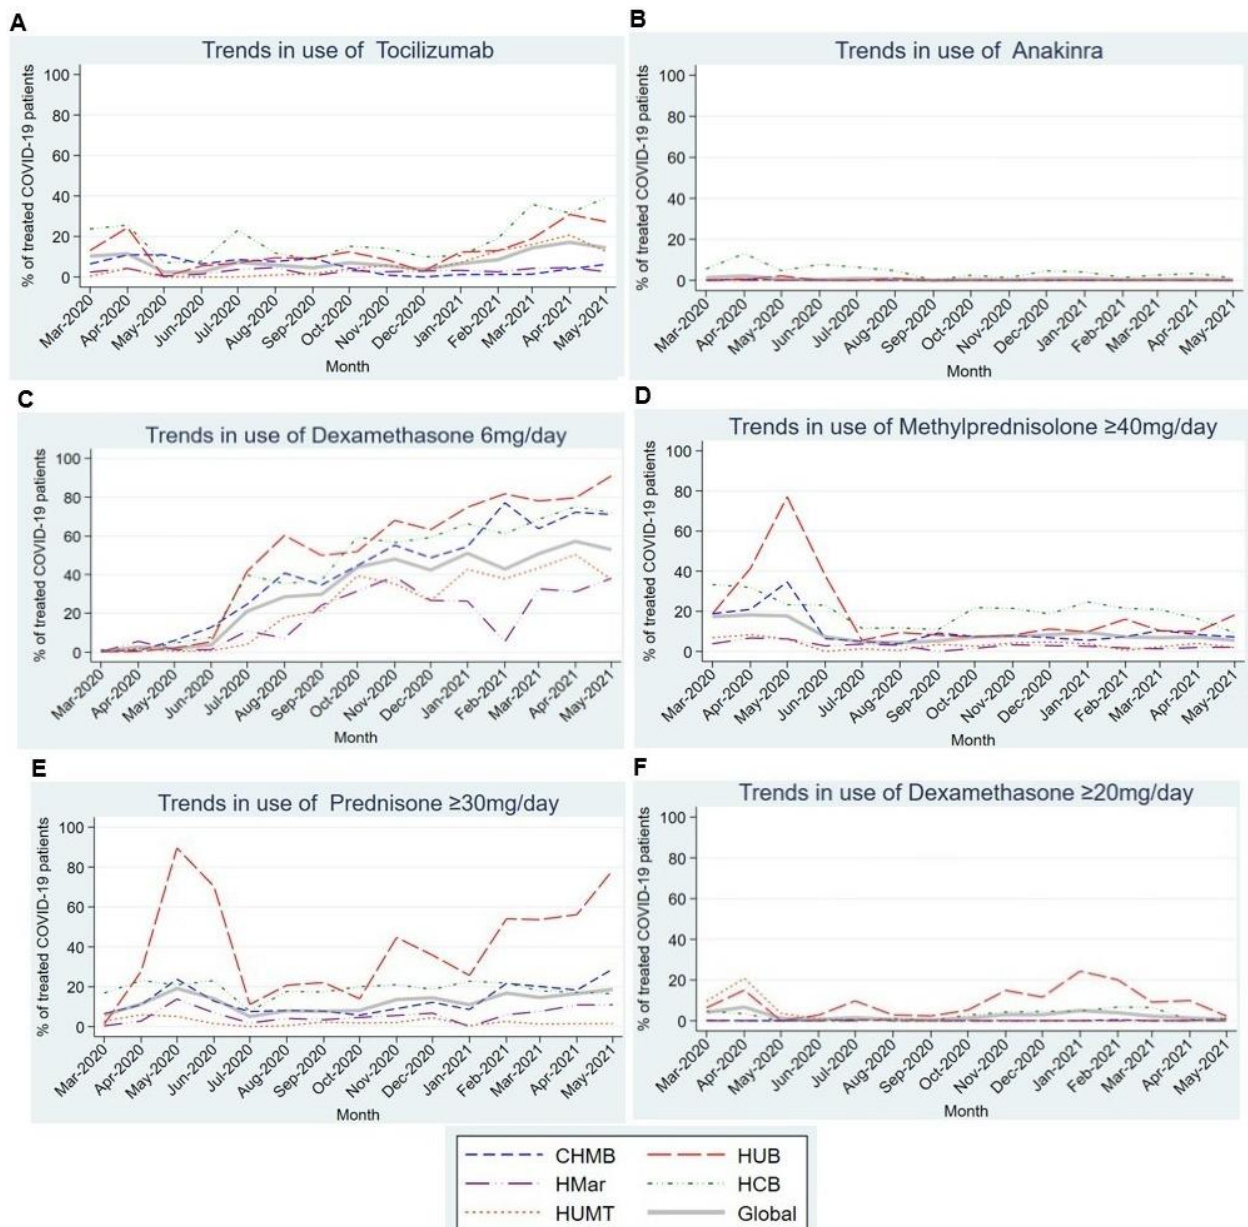 A
Trends in use of Tocilizumab
% of treated COVID-19 patients
100
80
60
40
20
0
Mar-2020
Apr-2020
May-2020
Jun-2020
Jul-2020
Aug-2020
Sep-2020
Oct-2020
Nov-2020
Dec-2020
Jan-2021
Feb-2021
Mar-2021
Apr-2021
May-2021
Month
B
Trends in use of Anakinra
% of treated COVID-19 patients
100
80
60
40
20
0
Mar-2020
Apr-2020
May-2020
Jun-2020
Jul-2020
Aug-2020
Sep-2020
Oct-2020
Nov-2020
Dec-2020
Jan-2021
Feb-2021
Mar-2021
Apr-2021
May-2021
Month
C
Trends in use of Dexamethasone 6mg/day
% of treated COVID-19 patients
100
80
60
40
20
0
Mar-2020
Apr-2020
May-2020
Jun-2020
Jul-2020
Aug-2020
Sep-2020
Oct-2020
Nov-2020
Dec-2020
Jan-2021
Feb-2021
Mar-2021
Apr-2021
May-2021
Month
D
Trends in use of Methylprednisolone ≥40mg/day
% of treated COVID-19 patients
100
80
60
40
20
0
Mar-2020
Apr-2020
May-2020
Jun-2020
Jul-2020
Aug-2020
Sep-2020
Oct-2020
Nov-2020
Dec-2020
Jan-2021
Feb-2021
Mar-2021
Apr-2021
May-2021
Month
E
Trends in use of Prednisone ≥30mg/day
% of treated COVID-19 patients
100
80
60
40
20
0
Mar-2020
Apr-2020
May-2020
Jun-2020
Jul-2020
Aug-2020
Sep-2020
Oct-2020
Nov-2020
Dec-2020
Jan-2021
Feb-2021
Mar-2021
Apr-2021
May-2021
Month
F
Trends in use of Dexamethasone ≥20mg/day
% of treated COVID-19 patients
100
80
60
40
20
0
Mar-2020
Apr-2020
May-2020
Jun-2020
Jul-2020
Aug-2020
Sep-2020
Oct-2020
Nov-2020
Dec-2020
Jan-2021
Feb-2021
Mar-2021
Apr-2021
May-2021
Month
CHMB
HUB
HMar
HCB
HUMT
Global